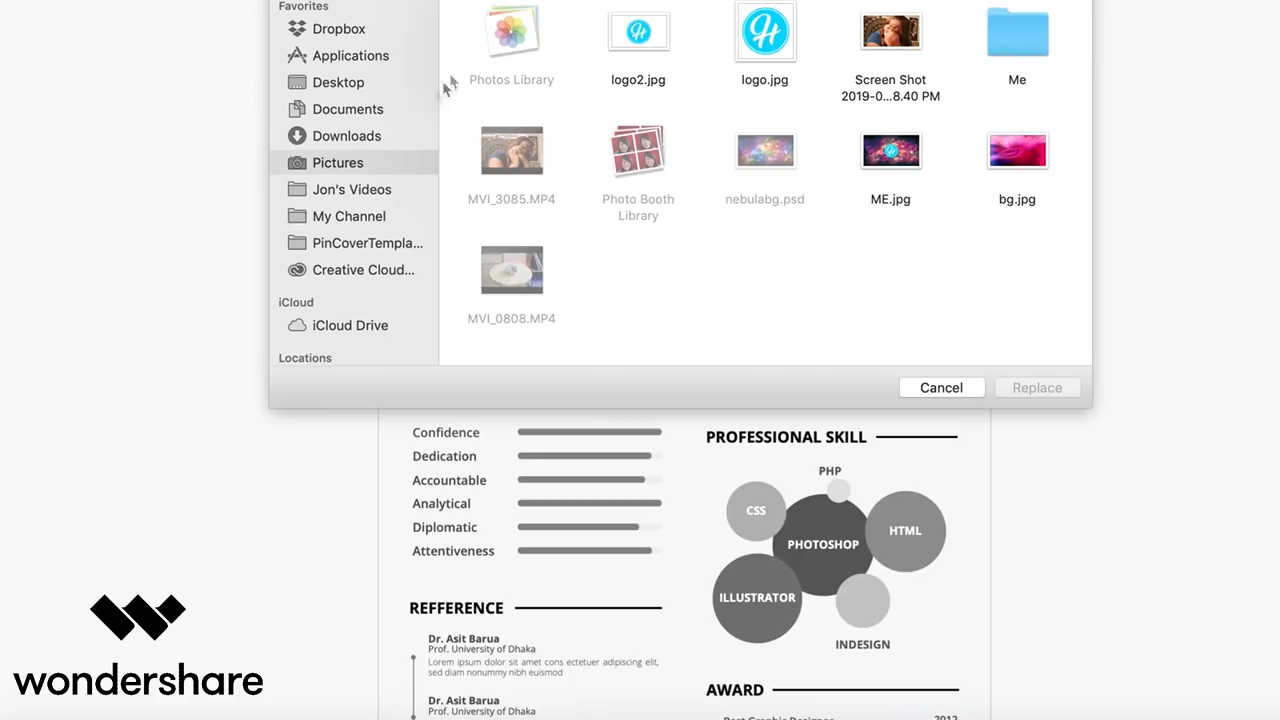 Favorites
Dropbox
Applications
Desktop
Documents
Downloads
Pictures
Jon's Videos
My Channel
PinCoverTempla...
Creative Cloud...
iCloud
iCloud Drive
Locations
Photos Library
logo2.jpg
logo.jpg
Screen Shot
2019-0...8.40 PM
Me
MVI_3085.MP4
Photo Booth
Library
nebulabg.psd
ME.jpg
bg.jpg
MVI_0808.MP4
Cancel
Replace
Confidence
Dedication
Accountable
Analytical
Diplomatic
Attentiveness
REFFERENCE
Dr. Asit Barua
Prof. University of Dhaka
Lorem ipsum dolor sit amet cons ectetuer adipiscing elit,
sed diam nonummy nibh euismod
Dr. Asit Barua
Prof. University of Dhaka
PROFESSIONAL SKILL
PHP
CSS
PHOTOSHOP
HTML
ILLUSTRATOR
INDESIGN
AWARD
Best Graphic Designer
2012
wondershare